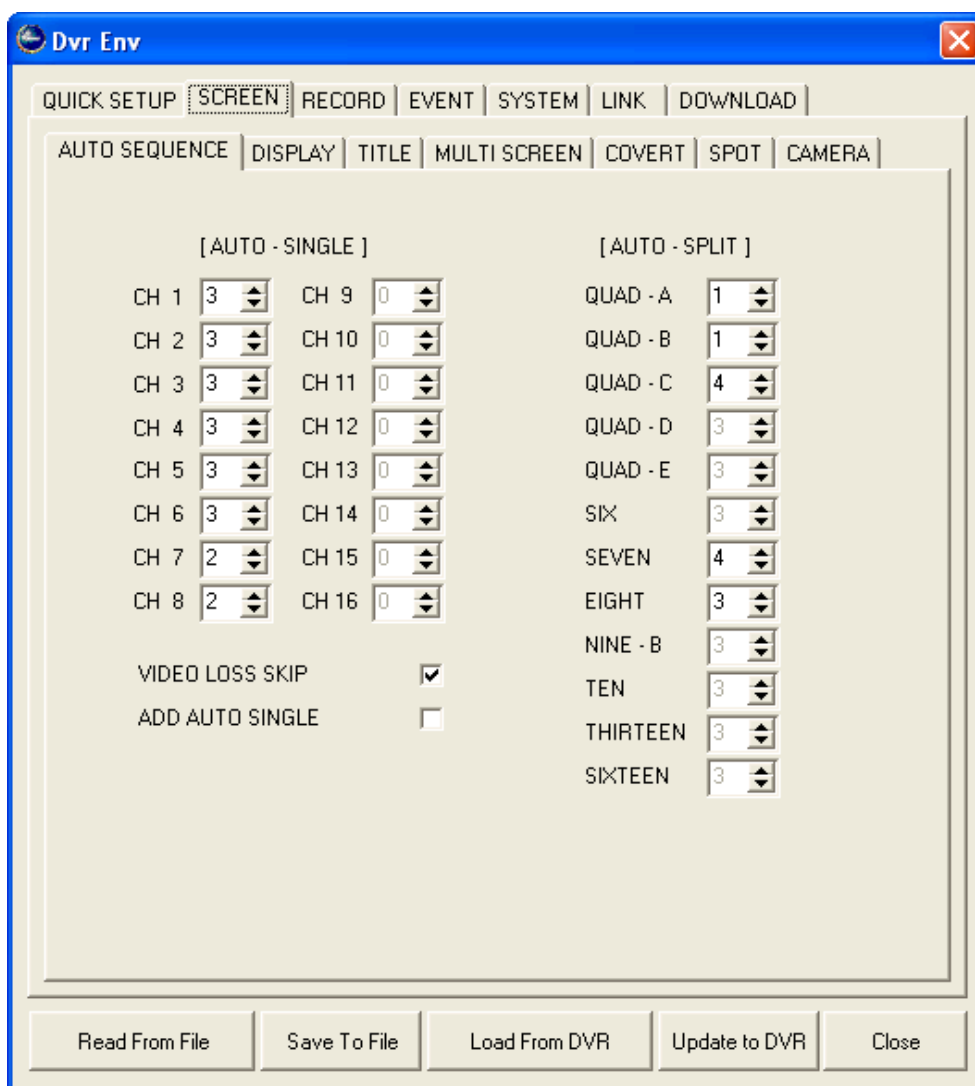 Dvr Env
QUICK SETUP SCREEN RECORD EVENT SYSTEM LINK DOWNLOAD
AUTO SEQUENCE DISPLAY TITLE MULTI SCREEN COVERT SPOT CAMERA
[ AUTO - SINGLE ] [ AUTO - SPLIT ]
CH 1 3 CH 9 0 QUAD - A 1
CH 2 3 CH 10 0 QUAD - B 1
CH 3 3 CH 11 0 QUAD - C 4
CH 4 3 CH 12 0 QUAD - D 3
CH 5 3 CH 13 0 QUAD - E 3
CH 6 3 CH 14 0 SIX 3
CH 7 2 CH 15 0 SEVEN 4
CH 8 2 CH 16 0 EIGHT 3
NINE - B 3
VIDEO LOSS SKIP
TEN 3
ADD AUTO SINGLE
THIRTEEN 3
SIXTEEN 3
Read From File Save To File Load From DVR Update to DVR Close